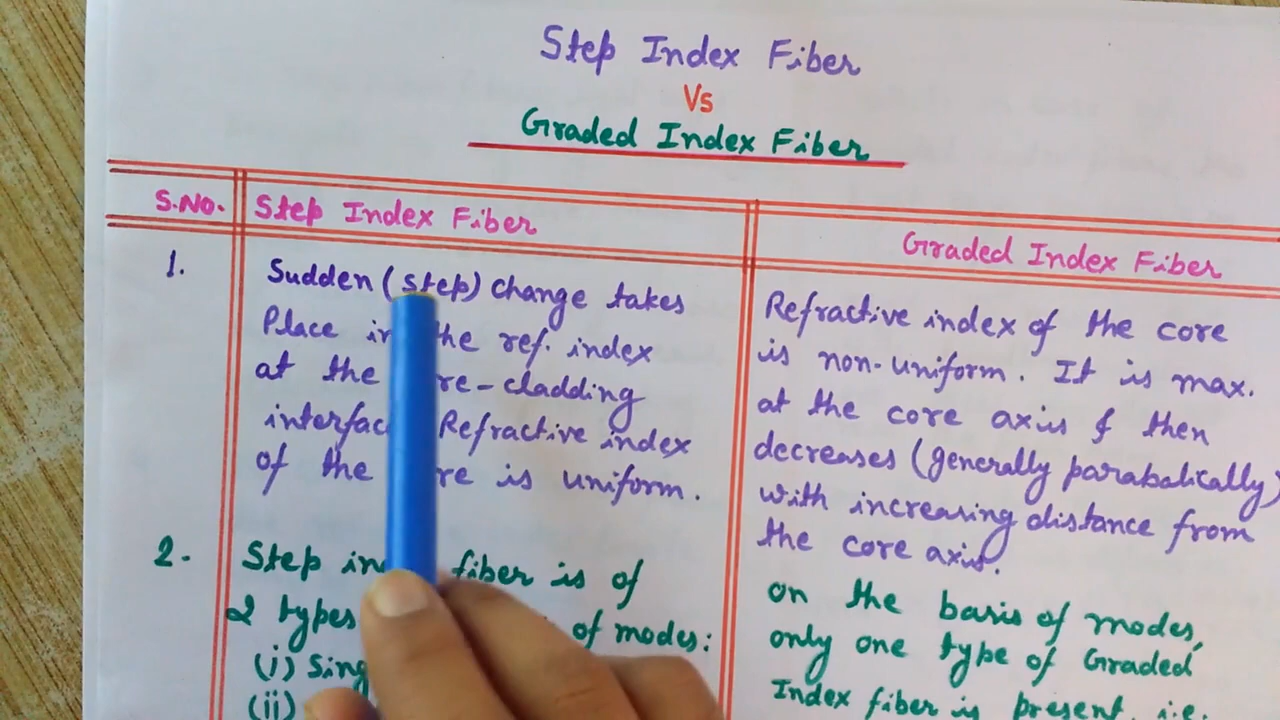 Step Index Fiber
Vs
Graded Index Fiber
S.No.
Step Index Fiber
Graded Index Fiber
1.
Sudden (step) change takes
Place in the ref. index
at the cladding
Refractive index
of the is uniform.
Refractive index of the core
is non-uniform. It is max.
at the core axis & then
decreases (generally parabalically)
with increasing distance from
the core axis.
2.
Step fiber is of
2 types of modes:
(i)
(ii)
on the basis of modes,
only one type of Graded
Index fiber is present i.e.